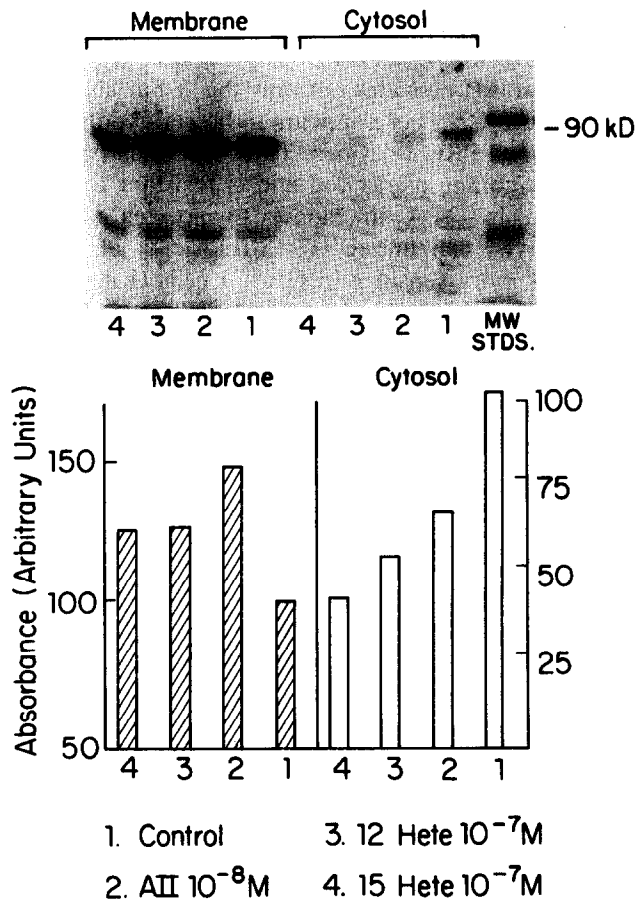 Membrane Cytosol
- 90 kD
4 3 2 1 4 3 2 1 MW STDS.
Membrane Cytosol
Absorbance (Arbitrary Units)
150
100
50
100
75
50
25
4 3 2 1 4 3 2 1
1. Control
2. AII 10⁻⁸M
3. 12 Hete 10⁻⁷M
4. 15 Hete 10⁻⁷M